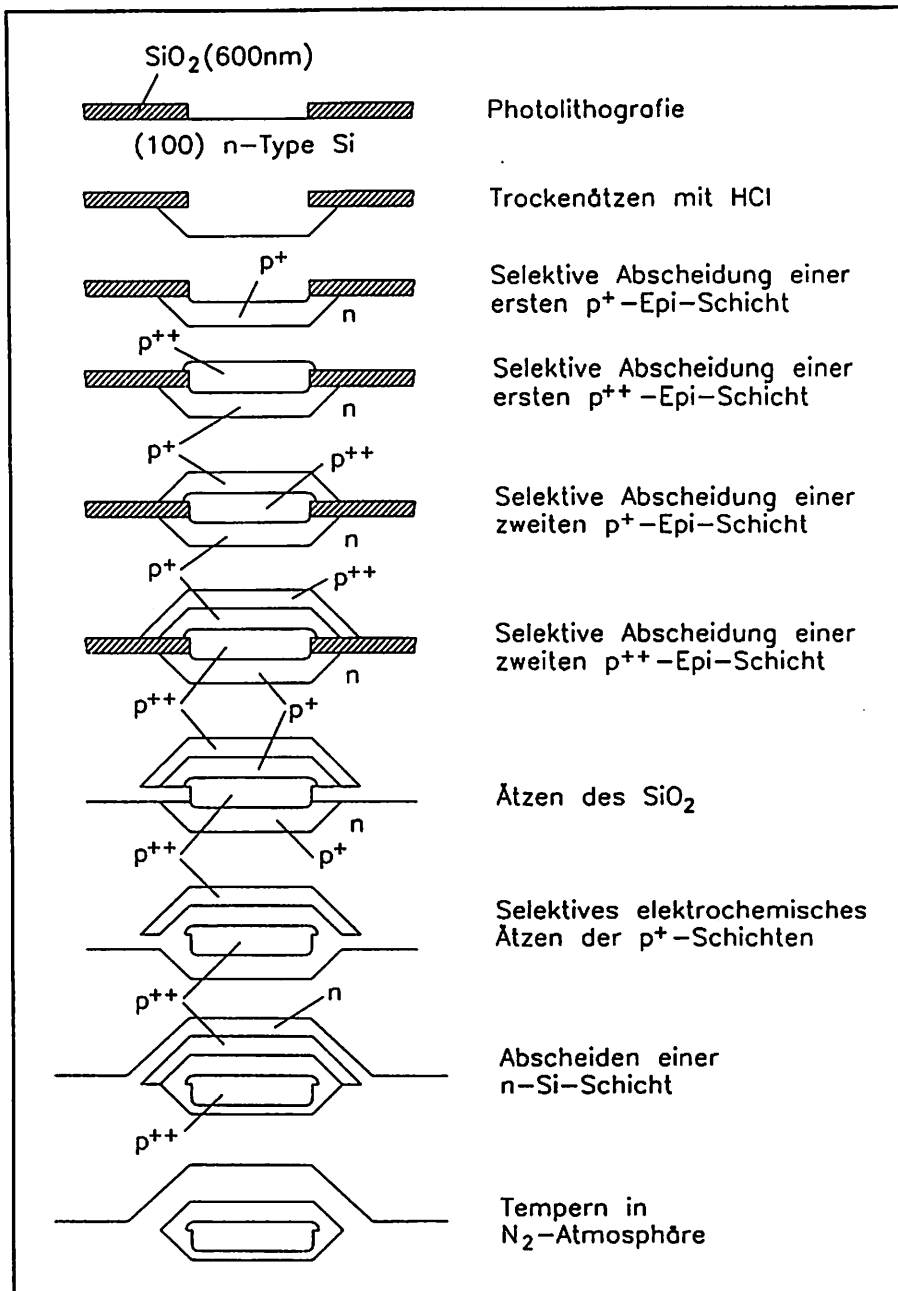 SiO2(600nm)
Photolithografie
(100) n-Type Si
Trockenätzen mit HCl
p+
Selektive Abscheidung einer
ersten p+-Epi-Schicht
n
p++
Selektive Abscheidung einer
ersten p++-Epi-Schicht
n
p+
p++
Selektive Abscheidung einer
zweiten p+-Epi-Schicht
n
p+
p++
Selektive Abscheidung einer
zweiten p++-Epi-Schicht
n
p++
p+
Ätzen des SiO2
n
p++
p+
Selektives elektrochemisches
Ätzen der p+-Schichten
p++
n
Abscheiden einer
n-Si-Schicht
p++
Tempern in
N2-Atmosphäre